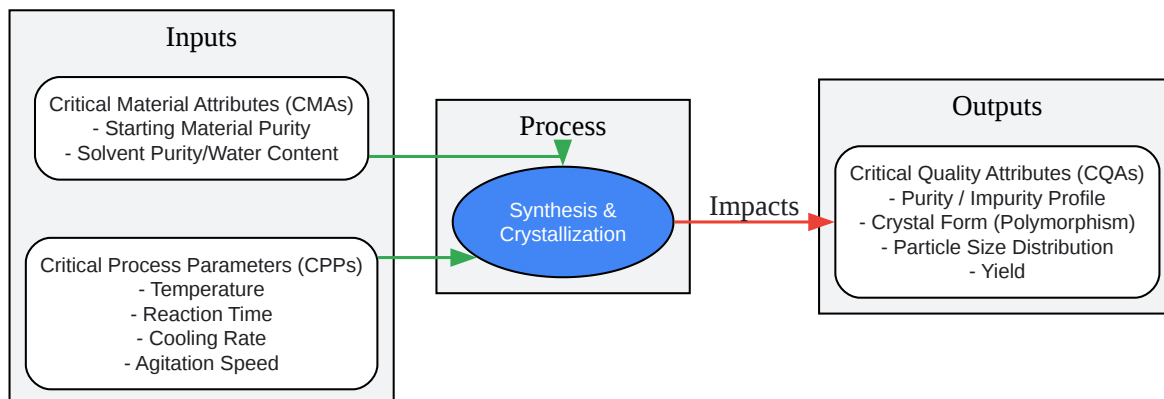 Inputs
Critical Material Attributes (CMAs)
- Starting Material Purity
- Solvent Purity/Water Content
Critical Process Parameters (CPPs)
- Temperature
- Reaction Time
- Cooling Rate
- Agitation Speed
Process
Synthesis &
Crystallization
Impacts
Outputs
Critical Quality Attributes (CQAs)
- Purity / Impurity Profile
- Crystal Form (Polymorphism)
- Particle Size Distribution
- Yield